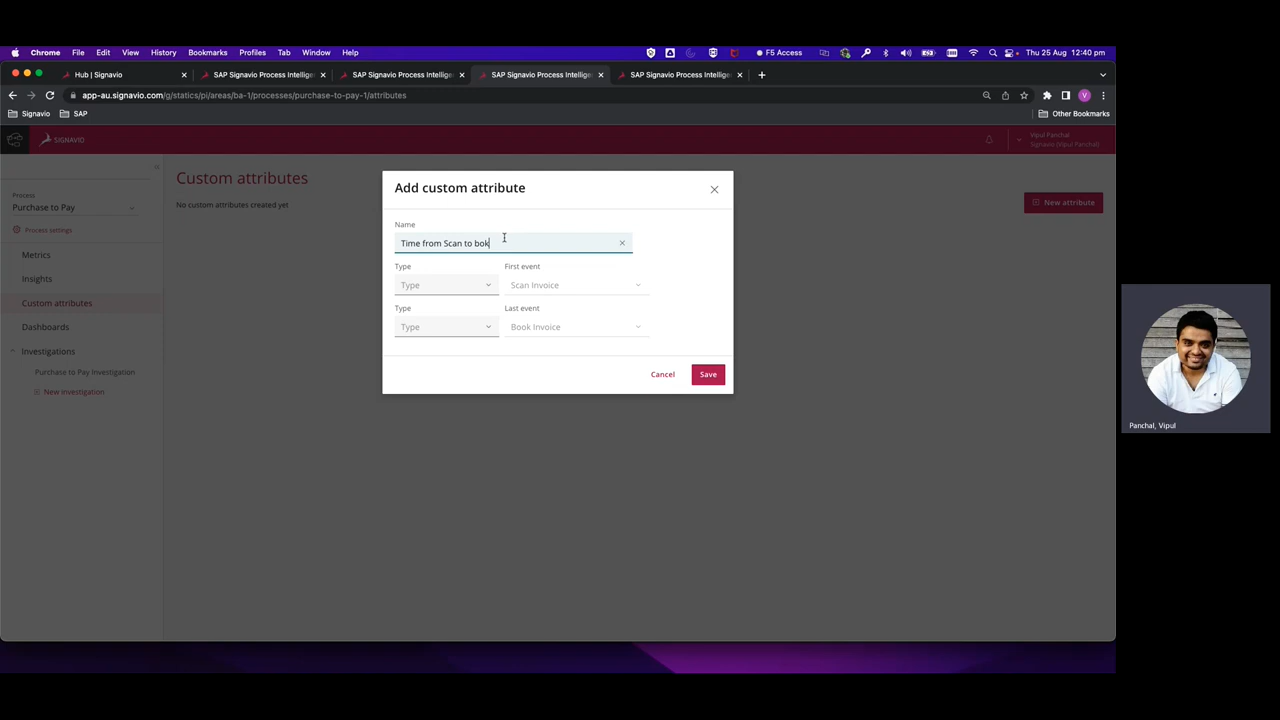 Chrome File Edit View History Bookmarks Profiles Tab Window Help F5 Access Thu 25 Aug 12:40 pm
Hub | Signavio SAP Signavio Process Intellige SAP Signavio Process Intellige SAP Signavio Process Intellige SAP Signavio Process Intellige
app-au.signavio.com/g/statics/pi/areas/ba-1/processes/purchase-to-pay-1/attributes
Signavio SAP Other Bookmarks
SIGNAVIO
Vipul Panchal
Signavio (Vipul Panchal)
Process
Purchase to Pay
Process settings
Metrics
Insights
Custom attributes
Dashboards
Investigations
Purchase to Pay Investigation
New investigation
Custom attributes
No custom attributes created yet
New attribute
Add custom attribute
Name
Time from Scan to bok
Type First event
Type Scan Invoice
Type Last event
Type Book Invoice
Cancel Save
Panchal, Vipul